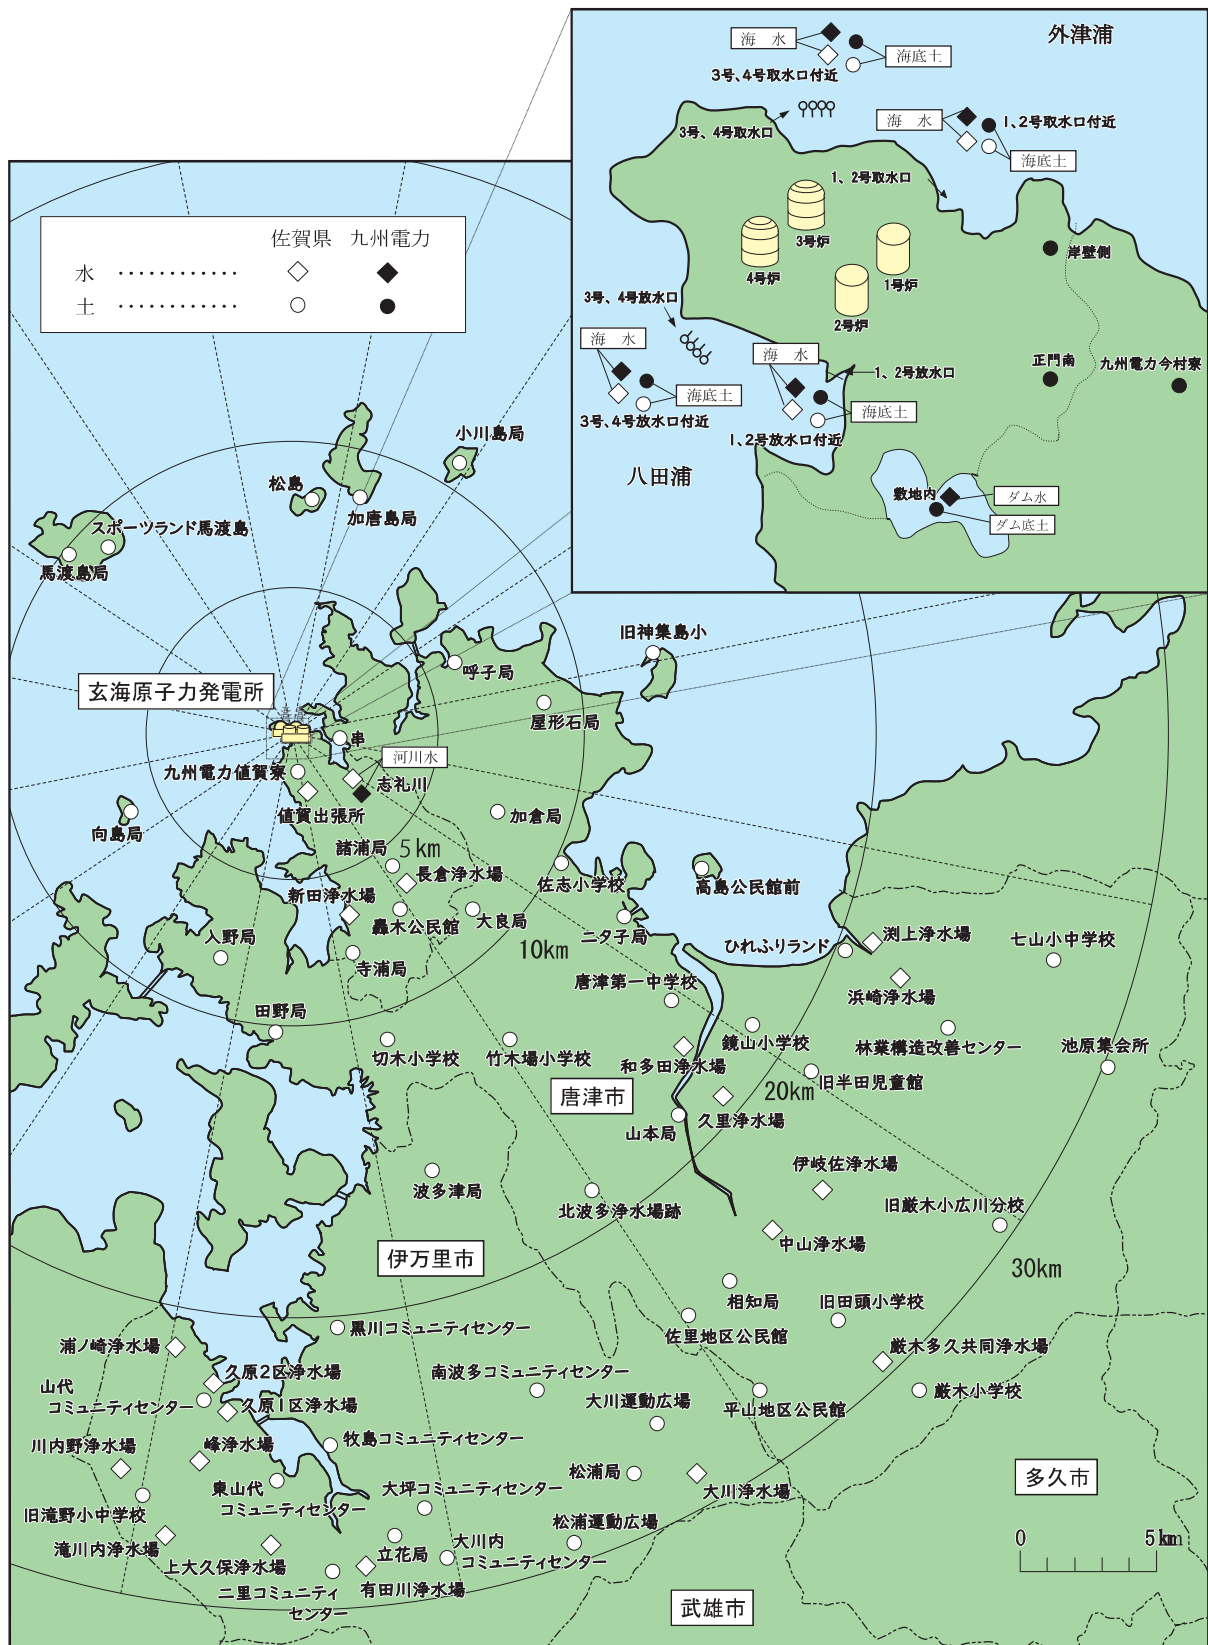 外津浦
海　水
海底土
3号、4号取水口付近
3号、4号取水口
海　水
1、2号取水口付近
海底土
1、2号取水口
3号炉
4号炉
1号炉
2号炉
岸壁側
3号、4号放水口
海　水
海底土
3号、4号放水口付近
海　水
1、2号放水口
海底土
1、2号放水口付近
正門南
九州電力今村寮
八田浦
敷地内
ダム水
ダム底土
佐賀県 九州電力
水 ・・・・・・・・・・・・
土 ・・・・・・・・・・・・
小川島局
松島
加唐島局
スポーツランド馬渡島
馬渡島局
旧神集島小
呼子局
玄海原子力発電所
屋形石局
串
河川水
九州電力値賀寮
志礼川
値賀出張所
向島局
加倉局
諸浦局
5km
長倉浄水場
佐志小学校
高島公民館前
新田浄水場
轟木公民館
大良局
入野局
10km
二タ子局
ひれふりランド
渕上浄水場
七山小中学校
寺浦局
唐津第一中学校
浜崎浄水場
田野局
切木小学校
竹木場小学校
和多田浄水場
鏡山小学校
林業構造改善センター
池原集会所
唐津市
20km
旧半田児童館
山本局
久里浄水場
波多津局
北波多浄水場跡
伊岐佐浄水場
旧厳木小広川分校
中山浄水場
伊万里市
30km
相知局
旧田頭小学校
黒川コミュニティセンター
佐里地区公民館
浦ノ崎浄水場
厳木多久共同浄水場
久原2区浄水場
南波多コミュニティセンター
山代
コミュニティセンター
久原1区浄水場
大川運動広場
平山地区公民館
厳木小学校
川内野浄水場
峰浄水場
牧島コミュニティセンター
松浦局
大川浄水場
多久市
東山代
コミュニティセンター
大坪コミュニティセンター
旧滝野小中学校
滝川内浄水場
松浦運動広場
上大久保浄水場
立花局
大川内
コミュニティセンター
二里コミュニティ
センター
有田川浄水場
武雄市
0 5km